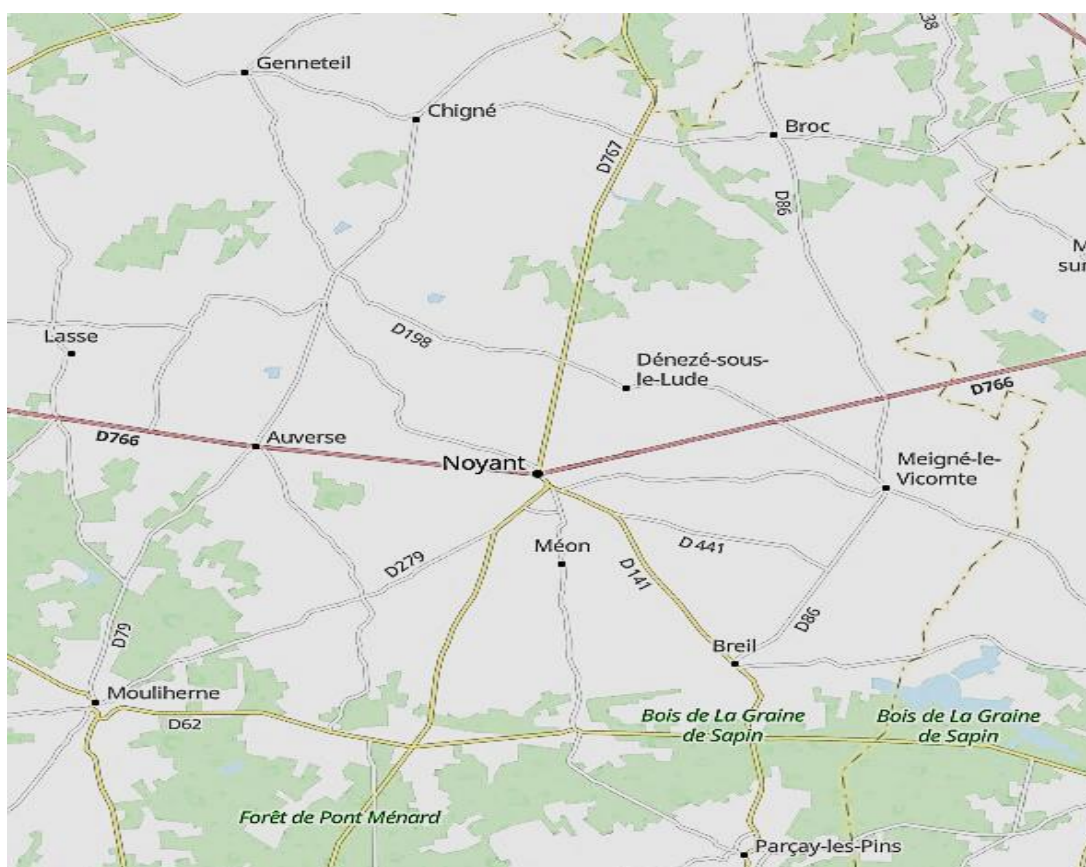 Genneteil
Chigné
D767
Broc
D86
M
sur
D198
Lasse
Dénezé-sous-
le-Lude
D766
D766
Auverse
Noyant
Meigné-le-
Vicomte
Méon
D 441
D279
D141
D79
D86
Breil
Mouliherne
D62
Bois de La Graine
de Sapin
Bois de La Graine
de Sapin
Forêt de Pont Ménard
Parçay-les-Pins